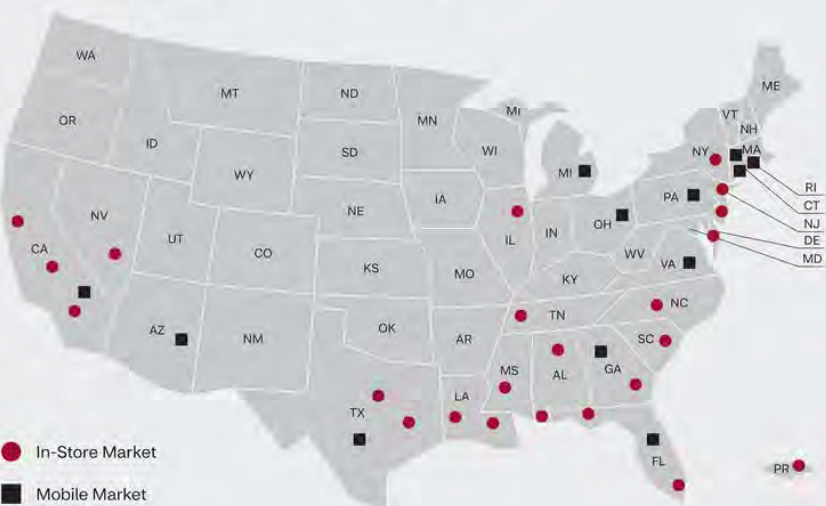 WA
MT
ND
ME
OR
MN
MI
VT
NH
ID
SD
WI
NY
MA
WY
MI
RI
IA
PA
CT
NV
NE
OH
NJ
CA
UT
CO
IL
IN
DE
WV
MD
KS
MO
VA
KY
NC
AZ
NM
OK
AR
TN
SC
MS
AL
GA
TX
LA
In-Store Market
FL
PR
Mobile Market